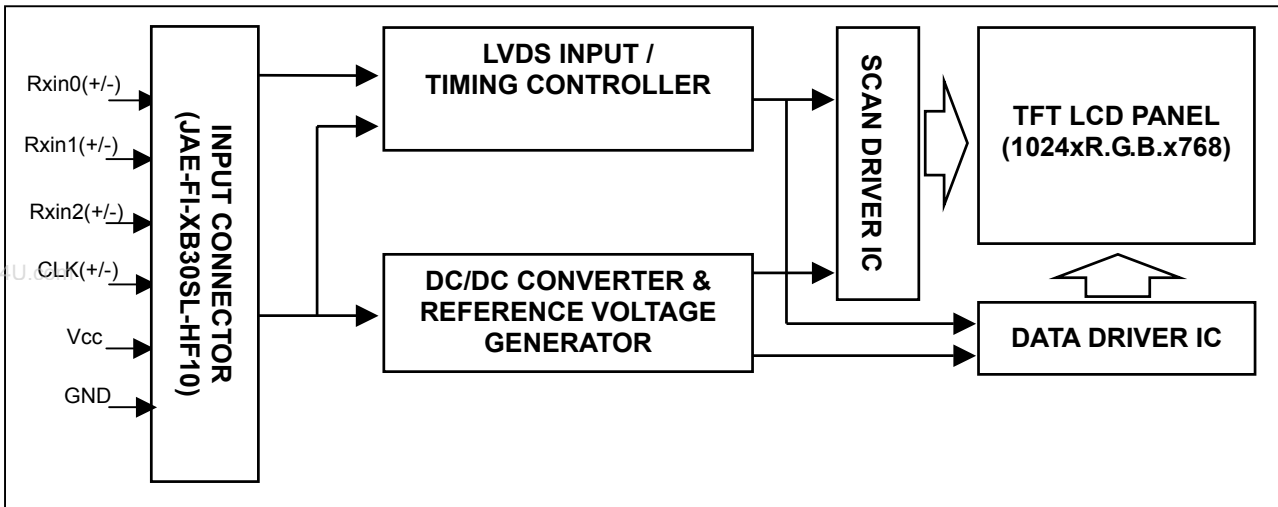 Rxin0(+/-)
Rxin1(+/-)
Rxin2(+/-)
CLK(+/-)
Vcc
GND
INPUT CONNECTOR
(JAE-FI-XB30SL-HF10)
LVDS INPUT /
TIMING CONTROLLER
DC/DC CONVERTER &
REFERENCE VOLTAGE
GENERATOR
SCAN DRIVER IC
TFT LCD PANEL
(1024xR.G.B.x768)
DATA DRIVER IC